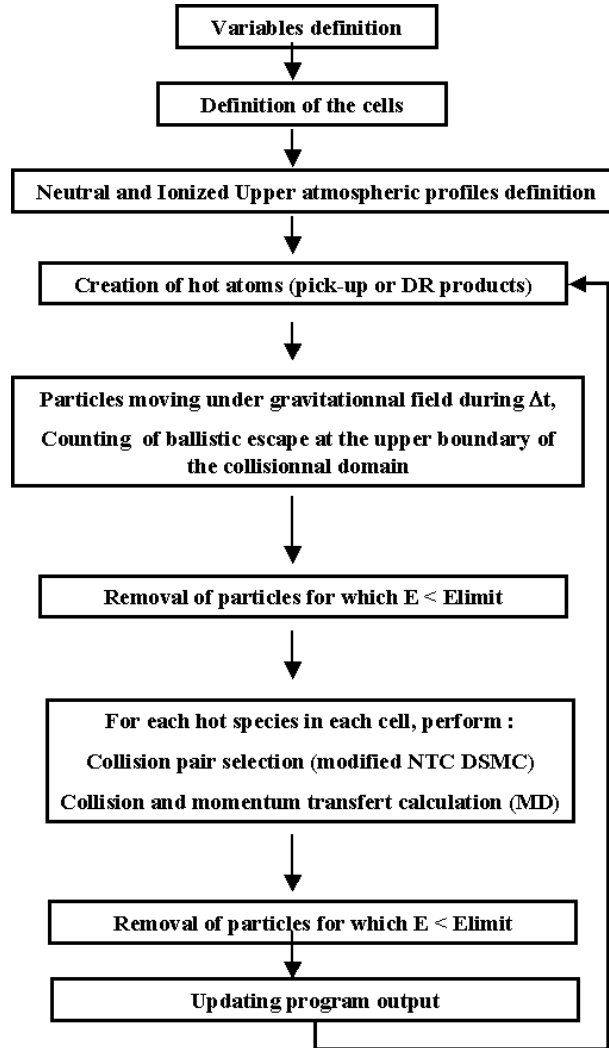 Variables definition
Definition of the cells
Neutral and Ionized Upper atmospheric profiles definition
Creation of hot atoms (pick-up or DR products)
Particles moving under gravitationnal field during Δt,
Counting of ballistic escape at the upper boundary of
the collisionnal domain
Removal of particles for which E < Elimit
For each hot species in each cell, perform :
Collision pair selection (modified NTC DSMC)
Collision and momentum transfert calculation (MD)
Removal of particles for which E < Elimit
Updating program output